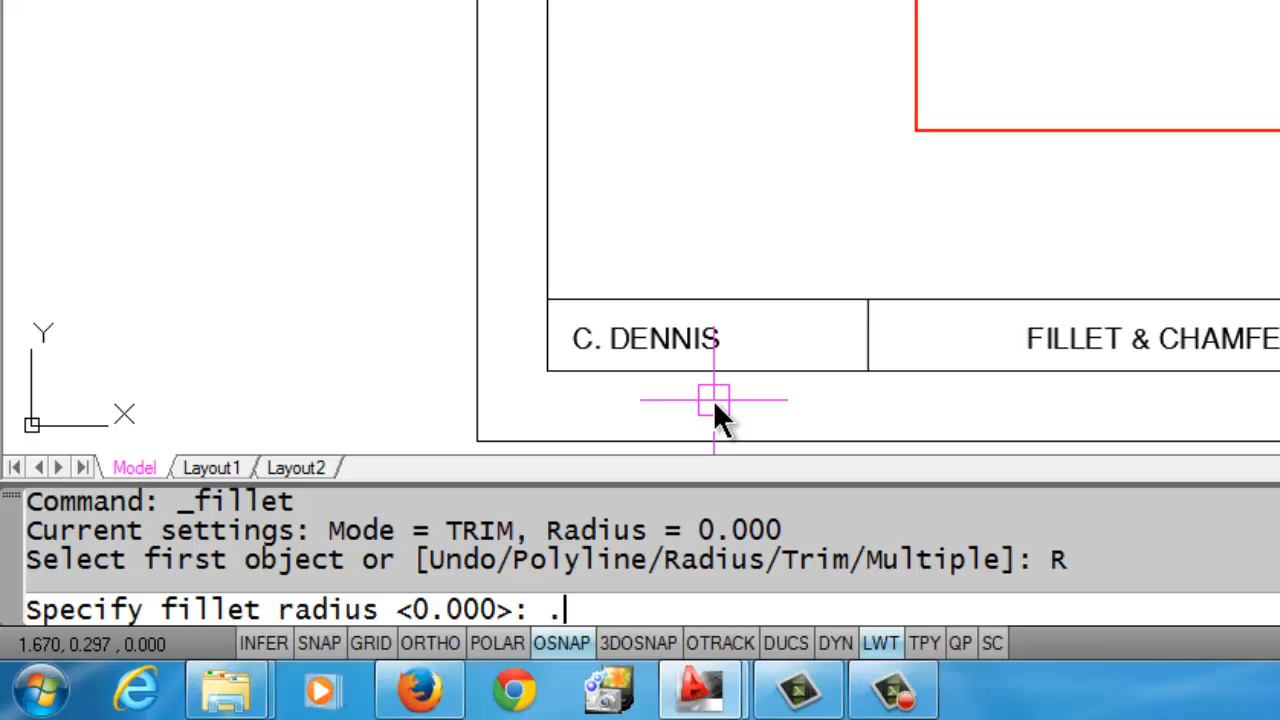 C. DENNIS
FILLET & CHAMFE
Y
X
Model
Layout1
Layout2
Command: _fillet
Current settings: Mode = TRIM, Radius = 0.000
Select first object or [Undo/Polyline/Radius/Trim/Multiple]: R
Specify fillet radius <0.000>: .
1.670, 0.297 , 0.000 INFER SNAP GRID ORTHO POLAR OSNAP 3DOSNAP OTRACK DUCS DYN LWT TPY QP SC